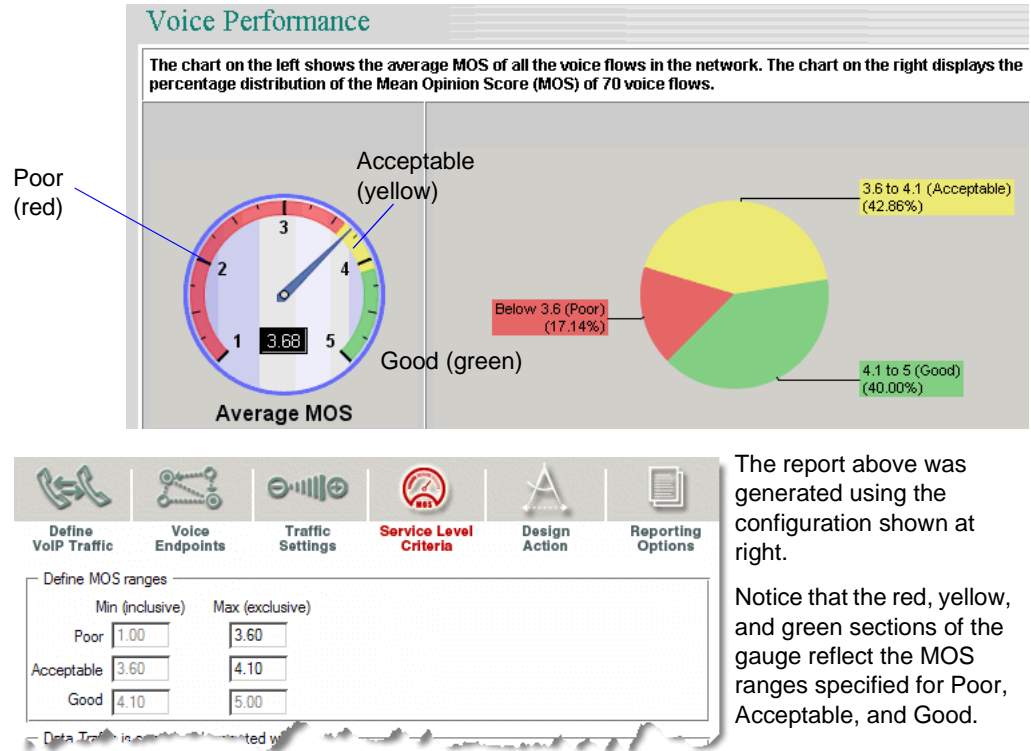 Voice Performance
The chart on the left shows the average MOS of all the voice flows in the network. The chart on the right displays the
percentage distribution of the Mean Opinion Score (MOS) of 70 voice flows.
Poor
(red)
Acceptable
(yellow)
1
2
3
4
5
3.68
Good (green)
Average MOS
3.6 to 4.1 (Acceptable)
(42.86%)
Below 3.6 (Poor)
(17.14%)
4.1 to 5 (Good)
(40.00%)
MOS
Define
VoIP Traffic
Voice
Endpoints
Traffic
Settings
Service Level
Criteria
Design
Action
Reporting
Options
Define MOS ranges
Min (inclusive) Max (exclusive)
Poor 1.00 3.60
Acceptable 3.60 4.10
Good 4.10 5.00
Data Traffic is
The report above was
generated using the
configuration shown at
right.
Notice that the red, yellow,
and green sections of the
gauge reflect the MOS
ranges specified for Poor,
Acceptable, and Good.